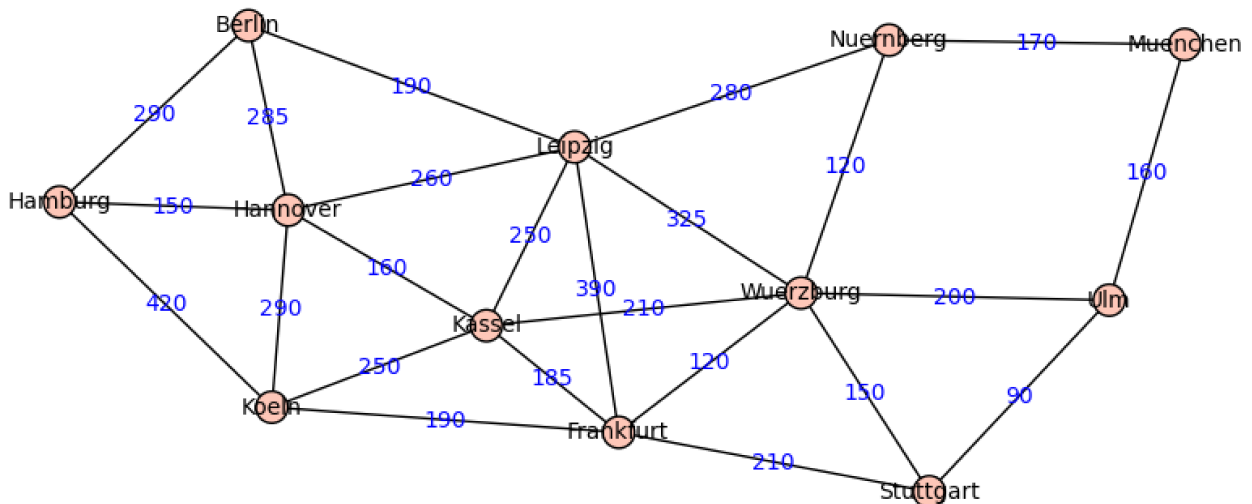 Berlin
Nuernberg
170
Muenchen
190
280
290
285
Leipzig
120
160
260
Hamburg
150
Hannover
325
250
160
390
Wuerzburg
200
Ulm
420
290
210
Kassel
120
250
185
150
90
Koeln
190
Frankfurt
210
Stuttgart